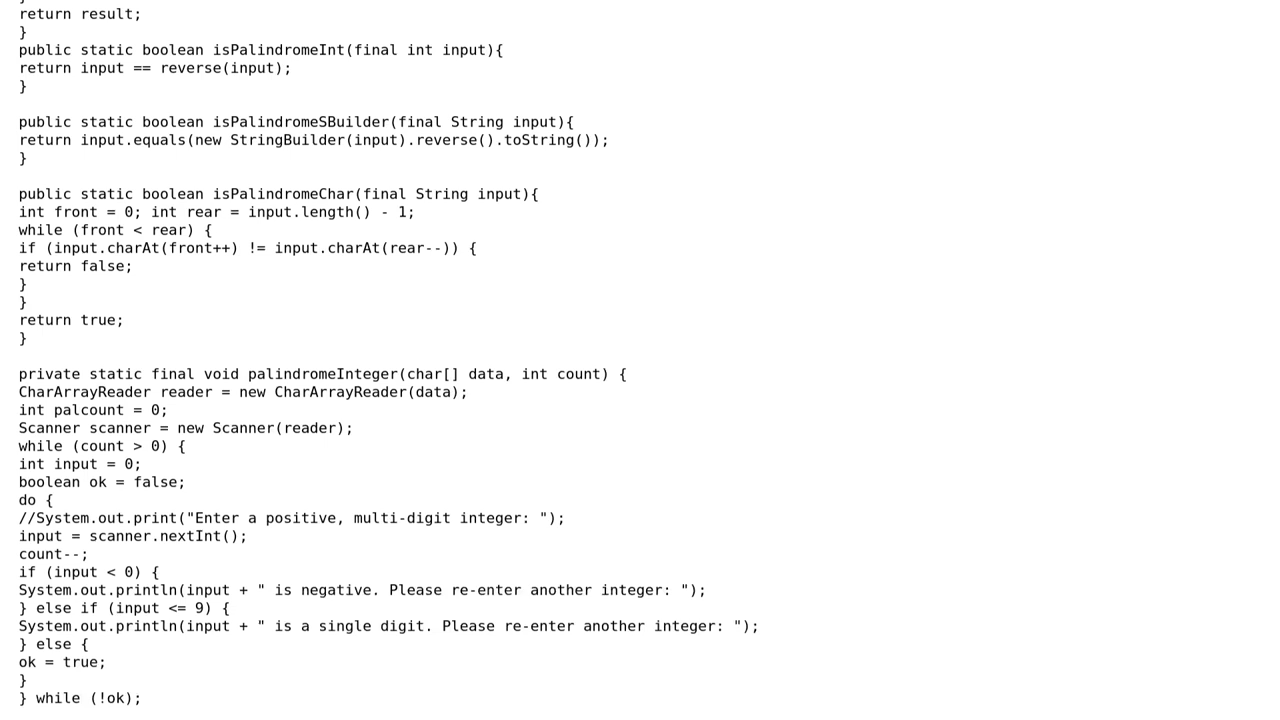 }
return result;
}
public static boolean isPalindromeInt(final int input){
return input == reverse(input);
}
public static boolean isPalindromeSBuilder(final String input){
return input.equals(new StringBuilder(input).reverse().toString());
}
public static boolean isPalindromeChar(final String input){
int front = 0; int rear = input.length() - 1;
while (front < rear) {
if (input.charAt(front++) != input.charAt(rear--)) {
return false;
}
}
return true;
}
private static final void palindromeInteger(char[] data, int count) {
CharArrayReader reader = new CharArrayReader(data);
int palcount = 0;
Scanner scanner = new Scanner(reader);
while (count > 0) {
int input = 0;
boolean ok = false;
do {
//System.out.print("Enter a positive, multi-digit integer: ");
input = scanner.nextInt();
count--;
if (input < 0) {
System.out.println(input + " is negative. Please re-enter another integer: ");
} else if (input <= 9) {
System.out.println(input + " is a single digit. Please re-enter another integer: ");
} else {
ok = true;
}
} while (!ok);